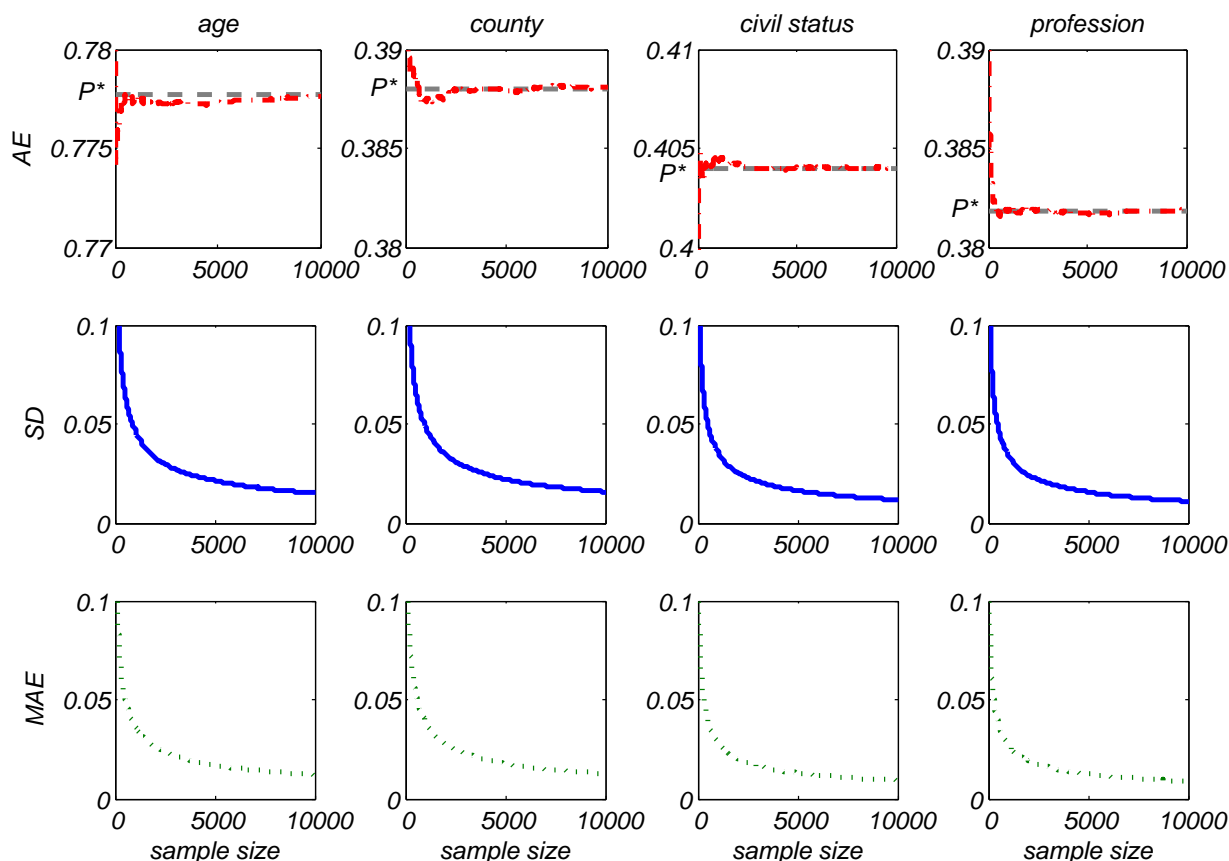 age county civil status profession
0.78 0.39 0.41 0.39
P* P*
AE 0.775 0.385 0.405 0.385
P* P*
0.77 0.38 0.4 0.38
0 5000 10000 0 5000 10000 0 5000 10000 0 5000 10000
0.1 0.1 0.1 0.1
SD 0.05 0.05 0.05 0.05
0 0 0 0
0 5000 10000 0 5000 10000 0 5000 10000 0 5000 10000
0.1 0.1 0.1 0.1
MAE 0.05 0.05 0.05 0.05
0 0 0 0
0 5000 10000 0 5000 10000 0 5000 10000 0 5000 10000
sample size sample size sample size sample size